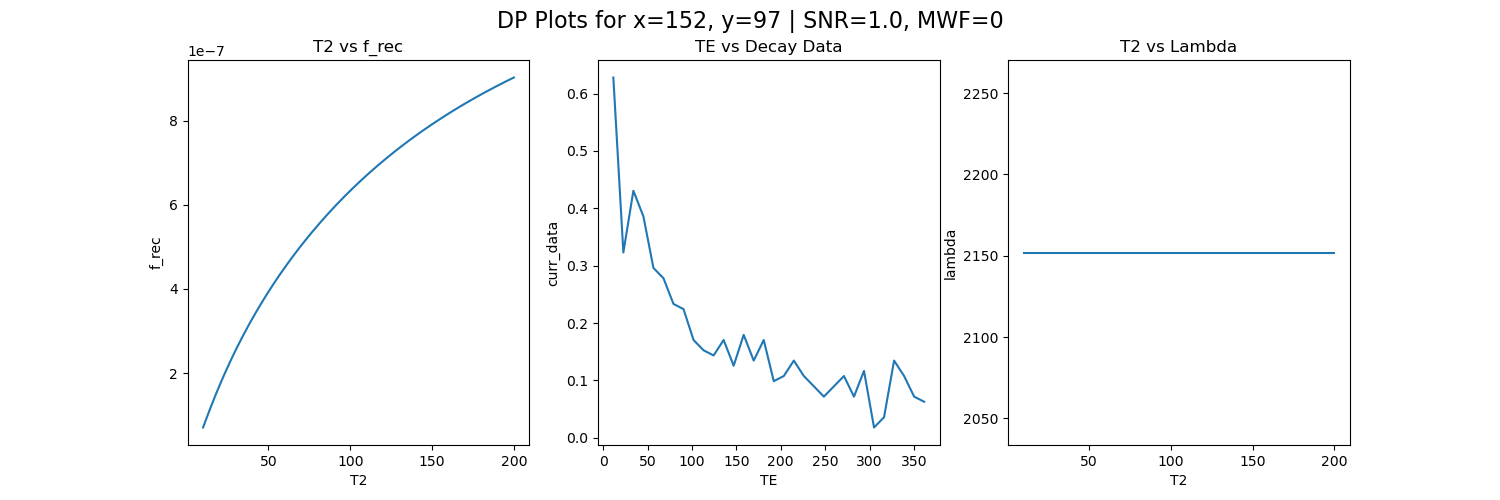 DP Plots for x=152, y=97 | SNR=1.0, MWF=0
T2 vs f_rec
1e−7
8
6
4
2
f_rec
50
100
150
200
T2
TE vs Decay Data
0.6
0.5
0.4
0.3
0.2
0.1
0.0
curr_data
0
50
100
150
200
250
300
350
TE
T2 vs Lambda
2250
2200
2150
2100
2050
lambda
50
100
150
200
T2